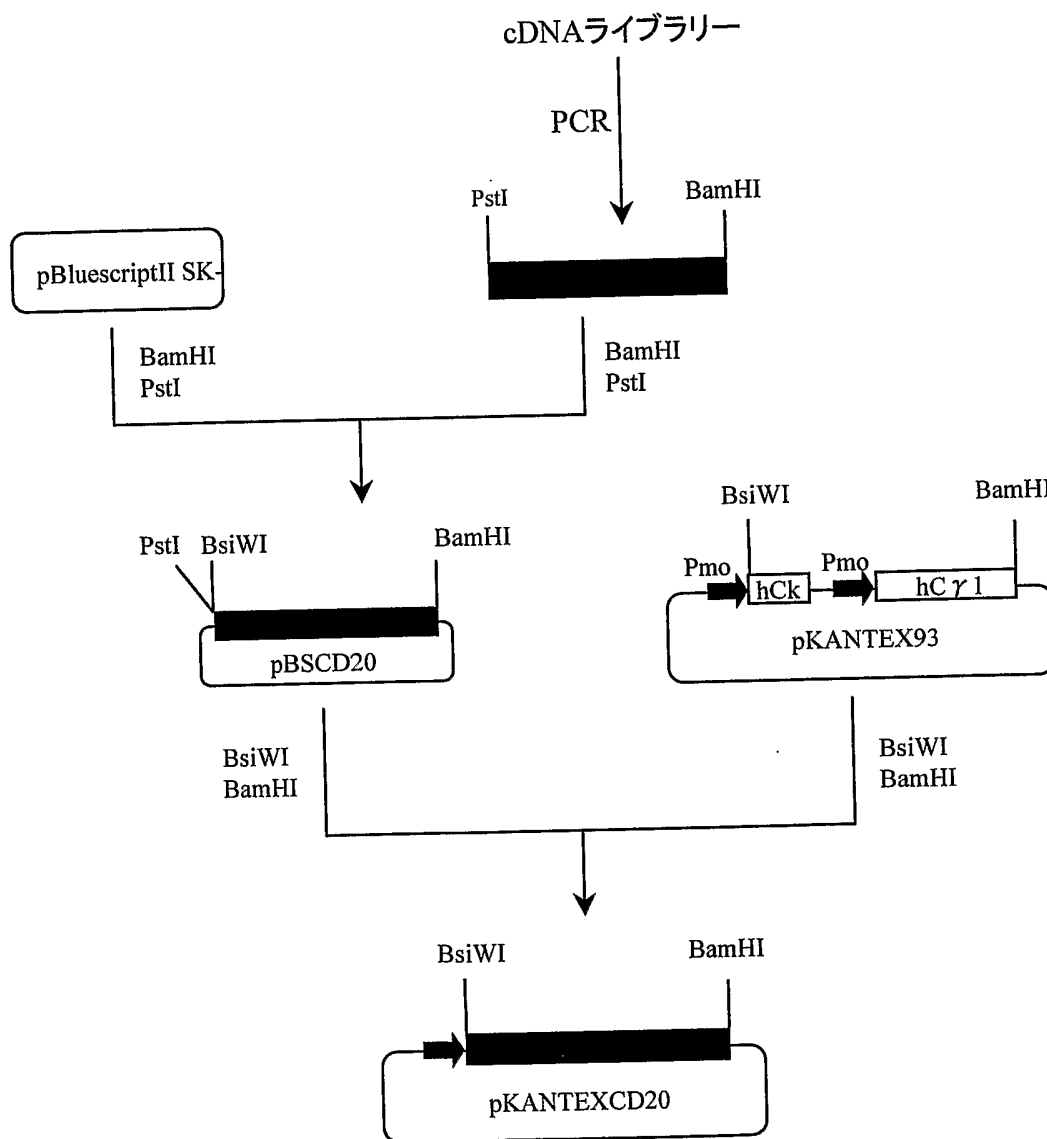 cDNAライブラリー
PCR
PstI
BamHI
pBluescriptII SK-
BamHI
PstI
BamHI
PstI
PstI
BsiWI
BamHI
pBSCD20
BsiWI
BamHI
Pmo
hCk
Pmo
hCγ1
pKANTEX93
BsiWI
BamHI
BsiWI
BamHI
BsiWI
BamHI
pKANTEXCD20